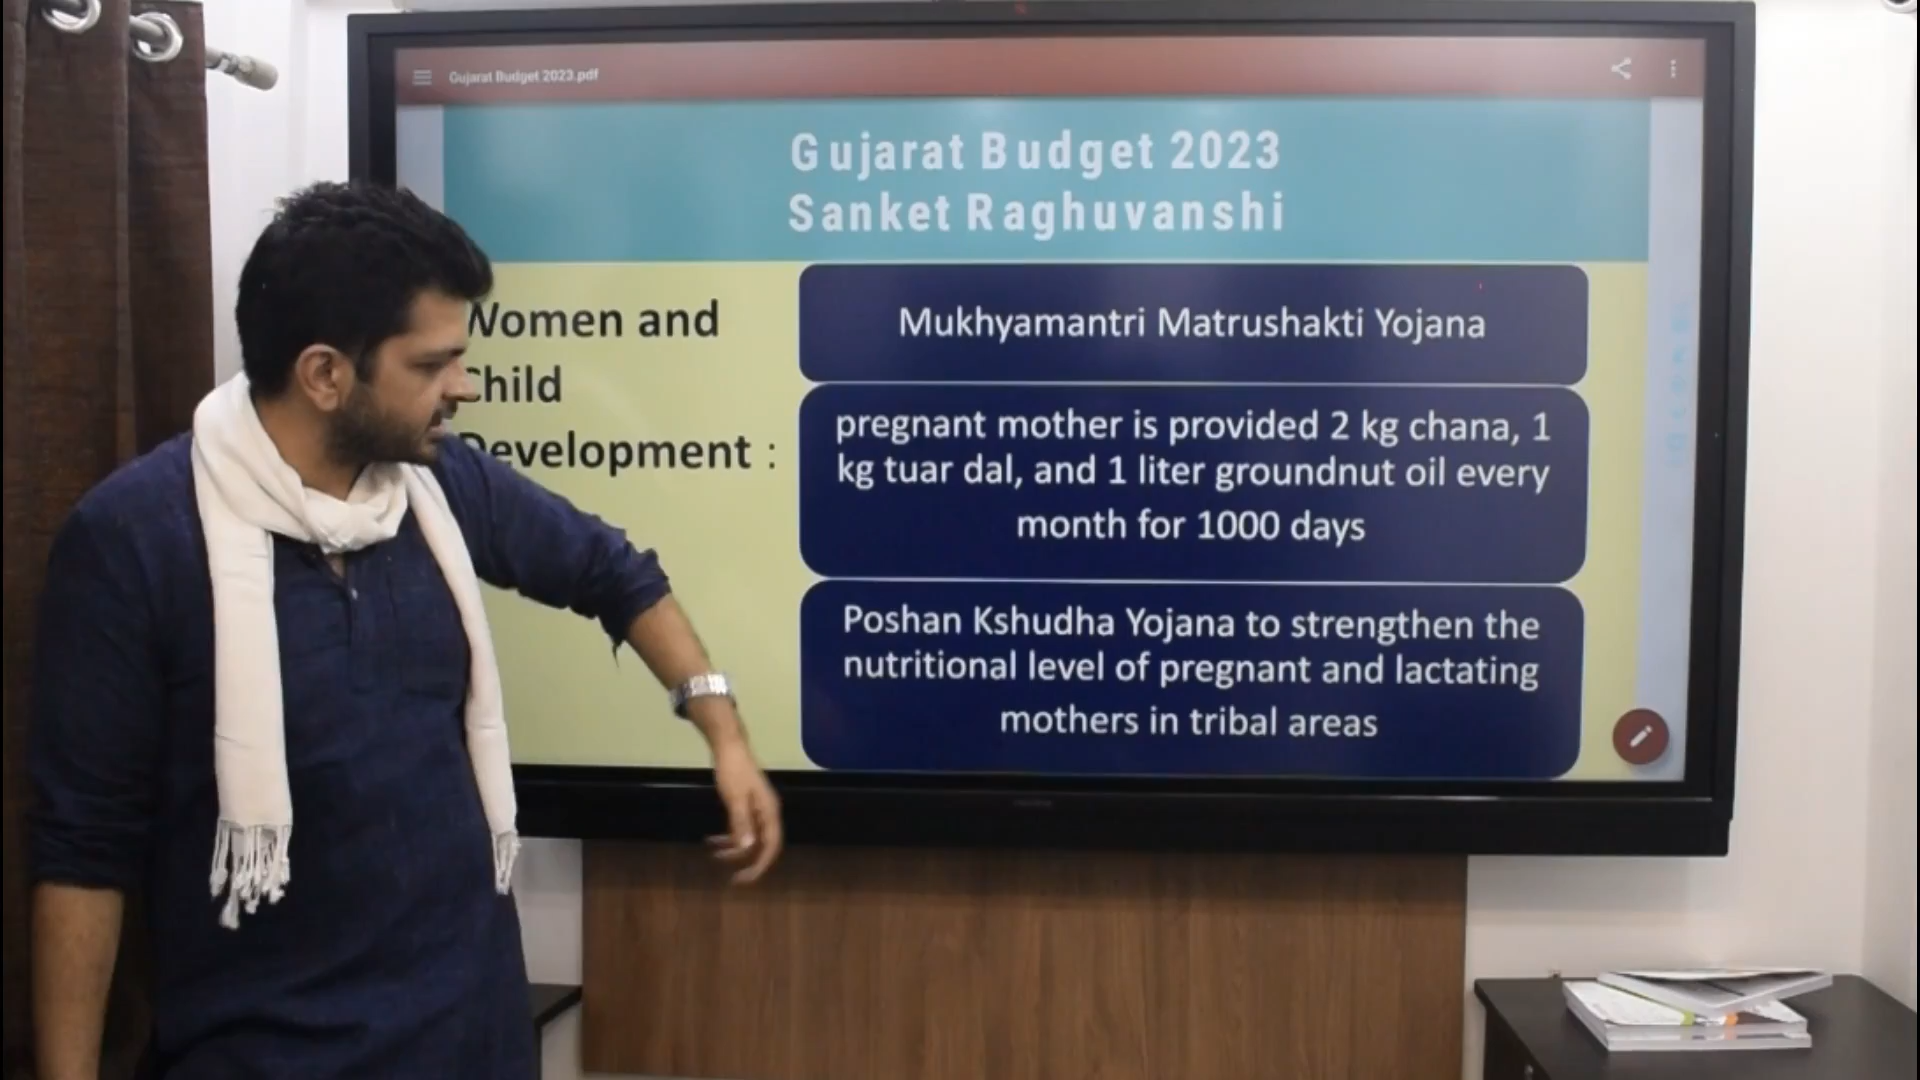 Gujarat Budget 2023.pdf
Gujarat Budget 2023
Sanket Raghuvanshi
Women and
Child
Development :
Mukhyamantri Matrushakti Yojana
pregnant mother is provided 2 kg chana, 1
kg tuar dal, and 1 liter groundnut oil every
month for 1000 days
Poshan Kshudha Yojana to strengthen the
nutritional level of pregnant and lactating
mothers in tribal areas